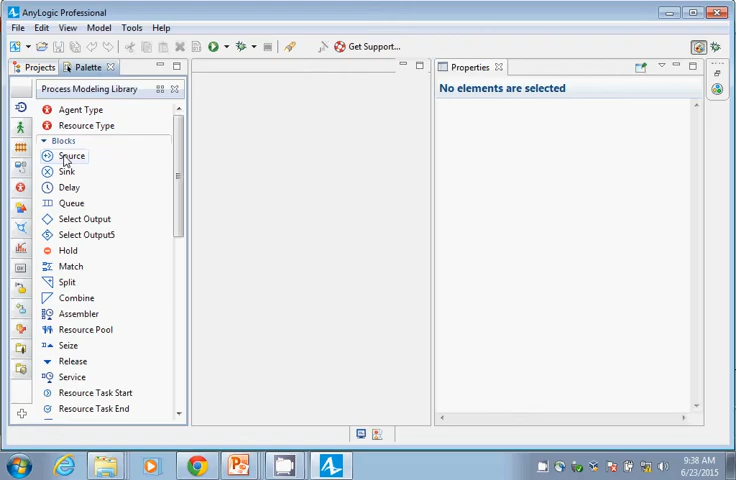 AnyLogic Professional
File Edit View Model Tools Help
Get Support...
Projects Palette Properties
Process Modeling Library No elements are selected
Agent Type
Resource Type
Blocks
Source
Sink
Delay
Queue
Select Output
Select Output5
Hold
Match
Split
Combine
Assembler
Resource Pool
Seize
Release
Service
Resource Task Start
Resource Task End
9:38 AM
6/23/2015